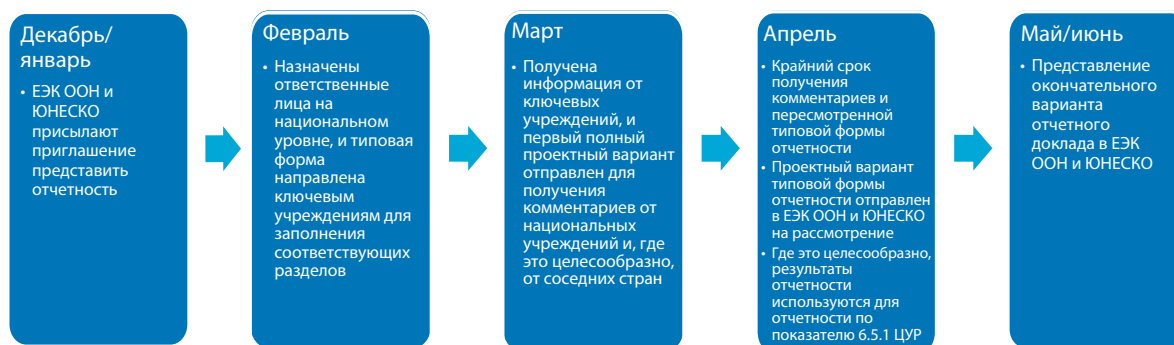 Декабрь/
январь
• ЕЭК ООН и
ЮНЕСКО
присылают
приглашение
представить
отчетность
Февраль
• Назначены
ответственные
лица на
национальном
уровне, и типовая
форма
направлена
ключевым
учреждениям для
заполнения
соответствующих
разделов
Март
• Получена
информация от
ключевых
учреждений, и
первый полный
проектный вариант
отправлен для
получения
комментариев от
национальных
учреждений и, где
это целесообразно,
от соседних стран
Апрель
• Крайний срок
получения
комментариев и
пересмотренной
типовой формы
отчетности
• Проектный вариант
типовой формы
отчетности отправлен
в ЕЭК ООН и ЮНЕСКО
на рассмотрение
• Где это целесообразно,
результаты
отчетности
используются для
отчетности по
показателю 6.5.1 ЦУР
Май/июнь
• Представление
окончательного
варианта
отчетного
доклада в ЕЭК
ООН и ЮНЕСКО